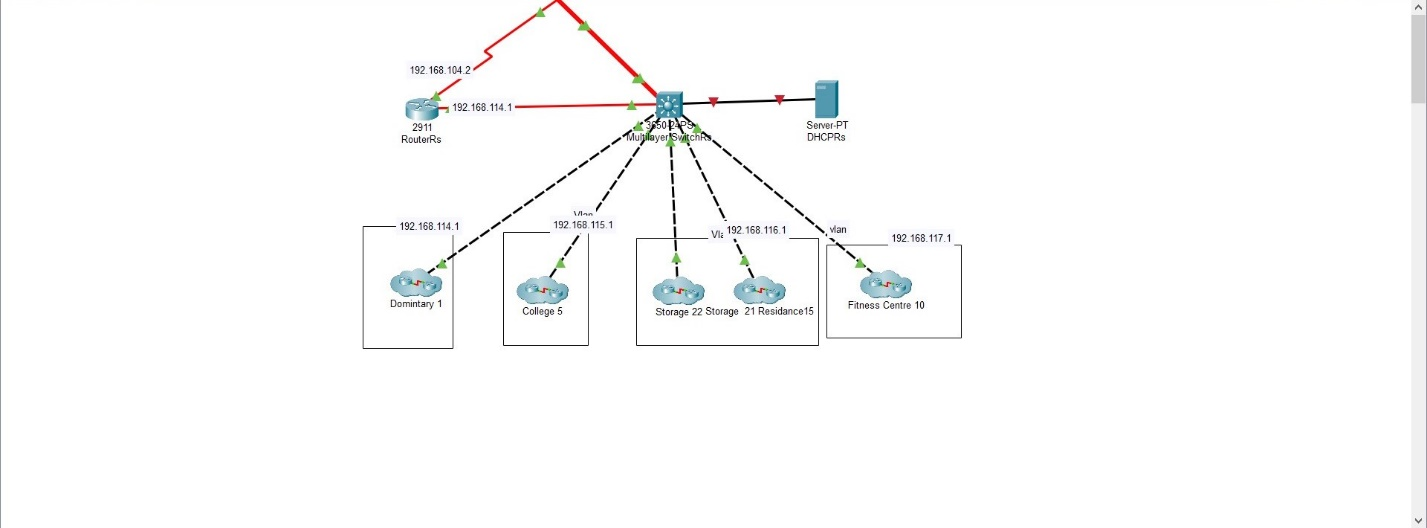 192.168.104.2
192.168.114.1
2911
RouterRs
3650-24PS
Multilayer SwitchRs
Server-PT
DHCPRs
192.168.114.1
Vlan
192.168.115.1
192.168.116.1
vlan
192.168.117.1
Domintary 1
College 5
Storage 22
Storage 21 Residance15
Fitness Centre 10